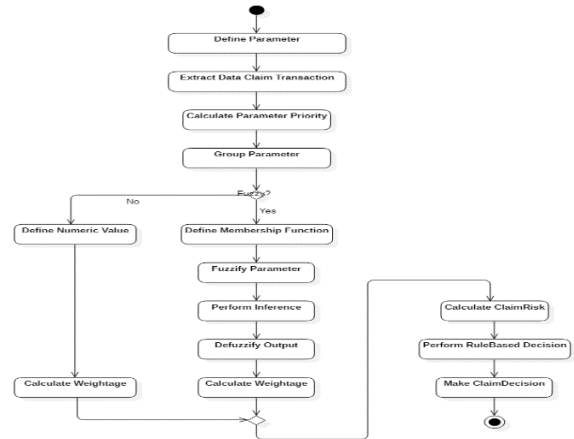 Define Parameter
Extract Data Claim Transaction
Calculate Parameter Priority
Group Parameter
Fuzzy?
No
Yes
Define Numeric Value
Define Membership Function
Fuzzify Parameter
Perform Inference
Defuzzify Output
Calculate Weightage
Calculate Weightage
Calculate ClaimRisk
Perform RuleBased Decision
Make ClaimDecision